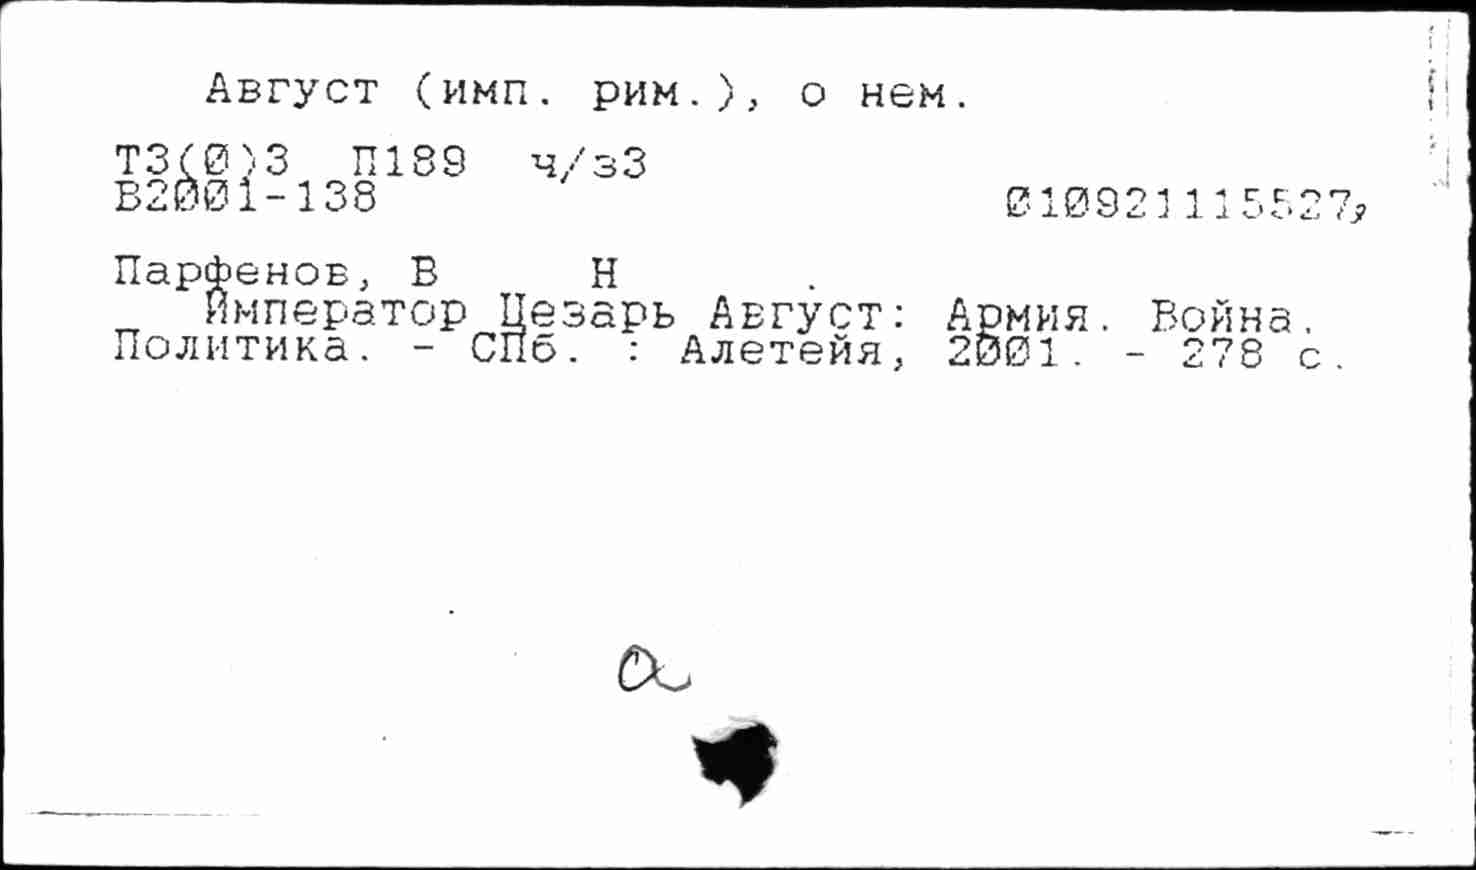 Август (имп. рим.), о нем.
Т3(0)3 П189 ч/з3
В2001-138
010921115527,
Парфенов, В Н .
Император Цезарь Август: Армия. Война.
Политика. - СПб. : Алетейя, 2001. - 278 с.
а